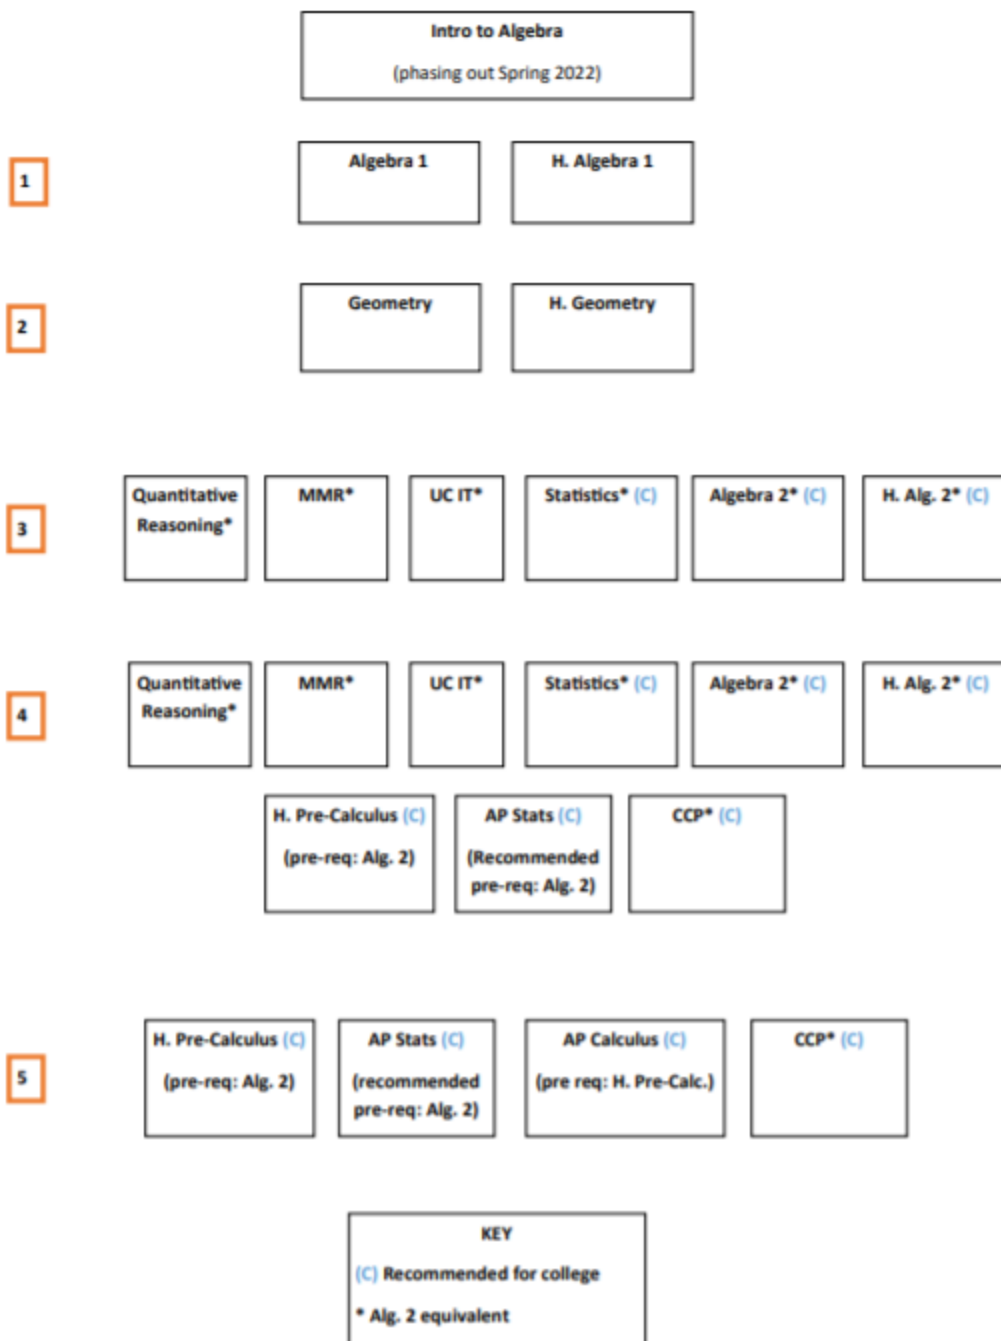 Intro to Algebra
(phasing out Spring 2022)
1
Algebra 1
H. Algebra 1
2
Geometry
H. Geometry
3
Quantitative
Reasoning*
MMR*
UC IT*
Statistics* (C)
Algebra 2* (C)
H. Alg. 2* (C)
4
Quantitative
Reasoning*
MMR*
UC IT*
Statistics* (C)
Algebra 2* (C)
H. Alg. 2* (C)
H. Pre-Calculus (C)
(pre-req: Alg. 2)
AP Stats (C)
(Recommended
pre-req: Alg. 2)
CCP* (C)
5
H. Pre-Calculus (C)
(pre-req: Alg. 2)
AP Stats (C)
(recommended
pre-req: Alg. 2)
AP Calculus (C)
(pre req: H. Pre-Calc.)
CCP* (C)
KEY
(C) Recommended for college
* Alg. 2 equivalent